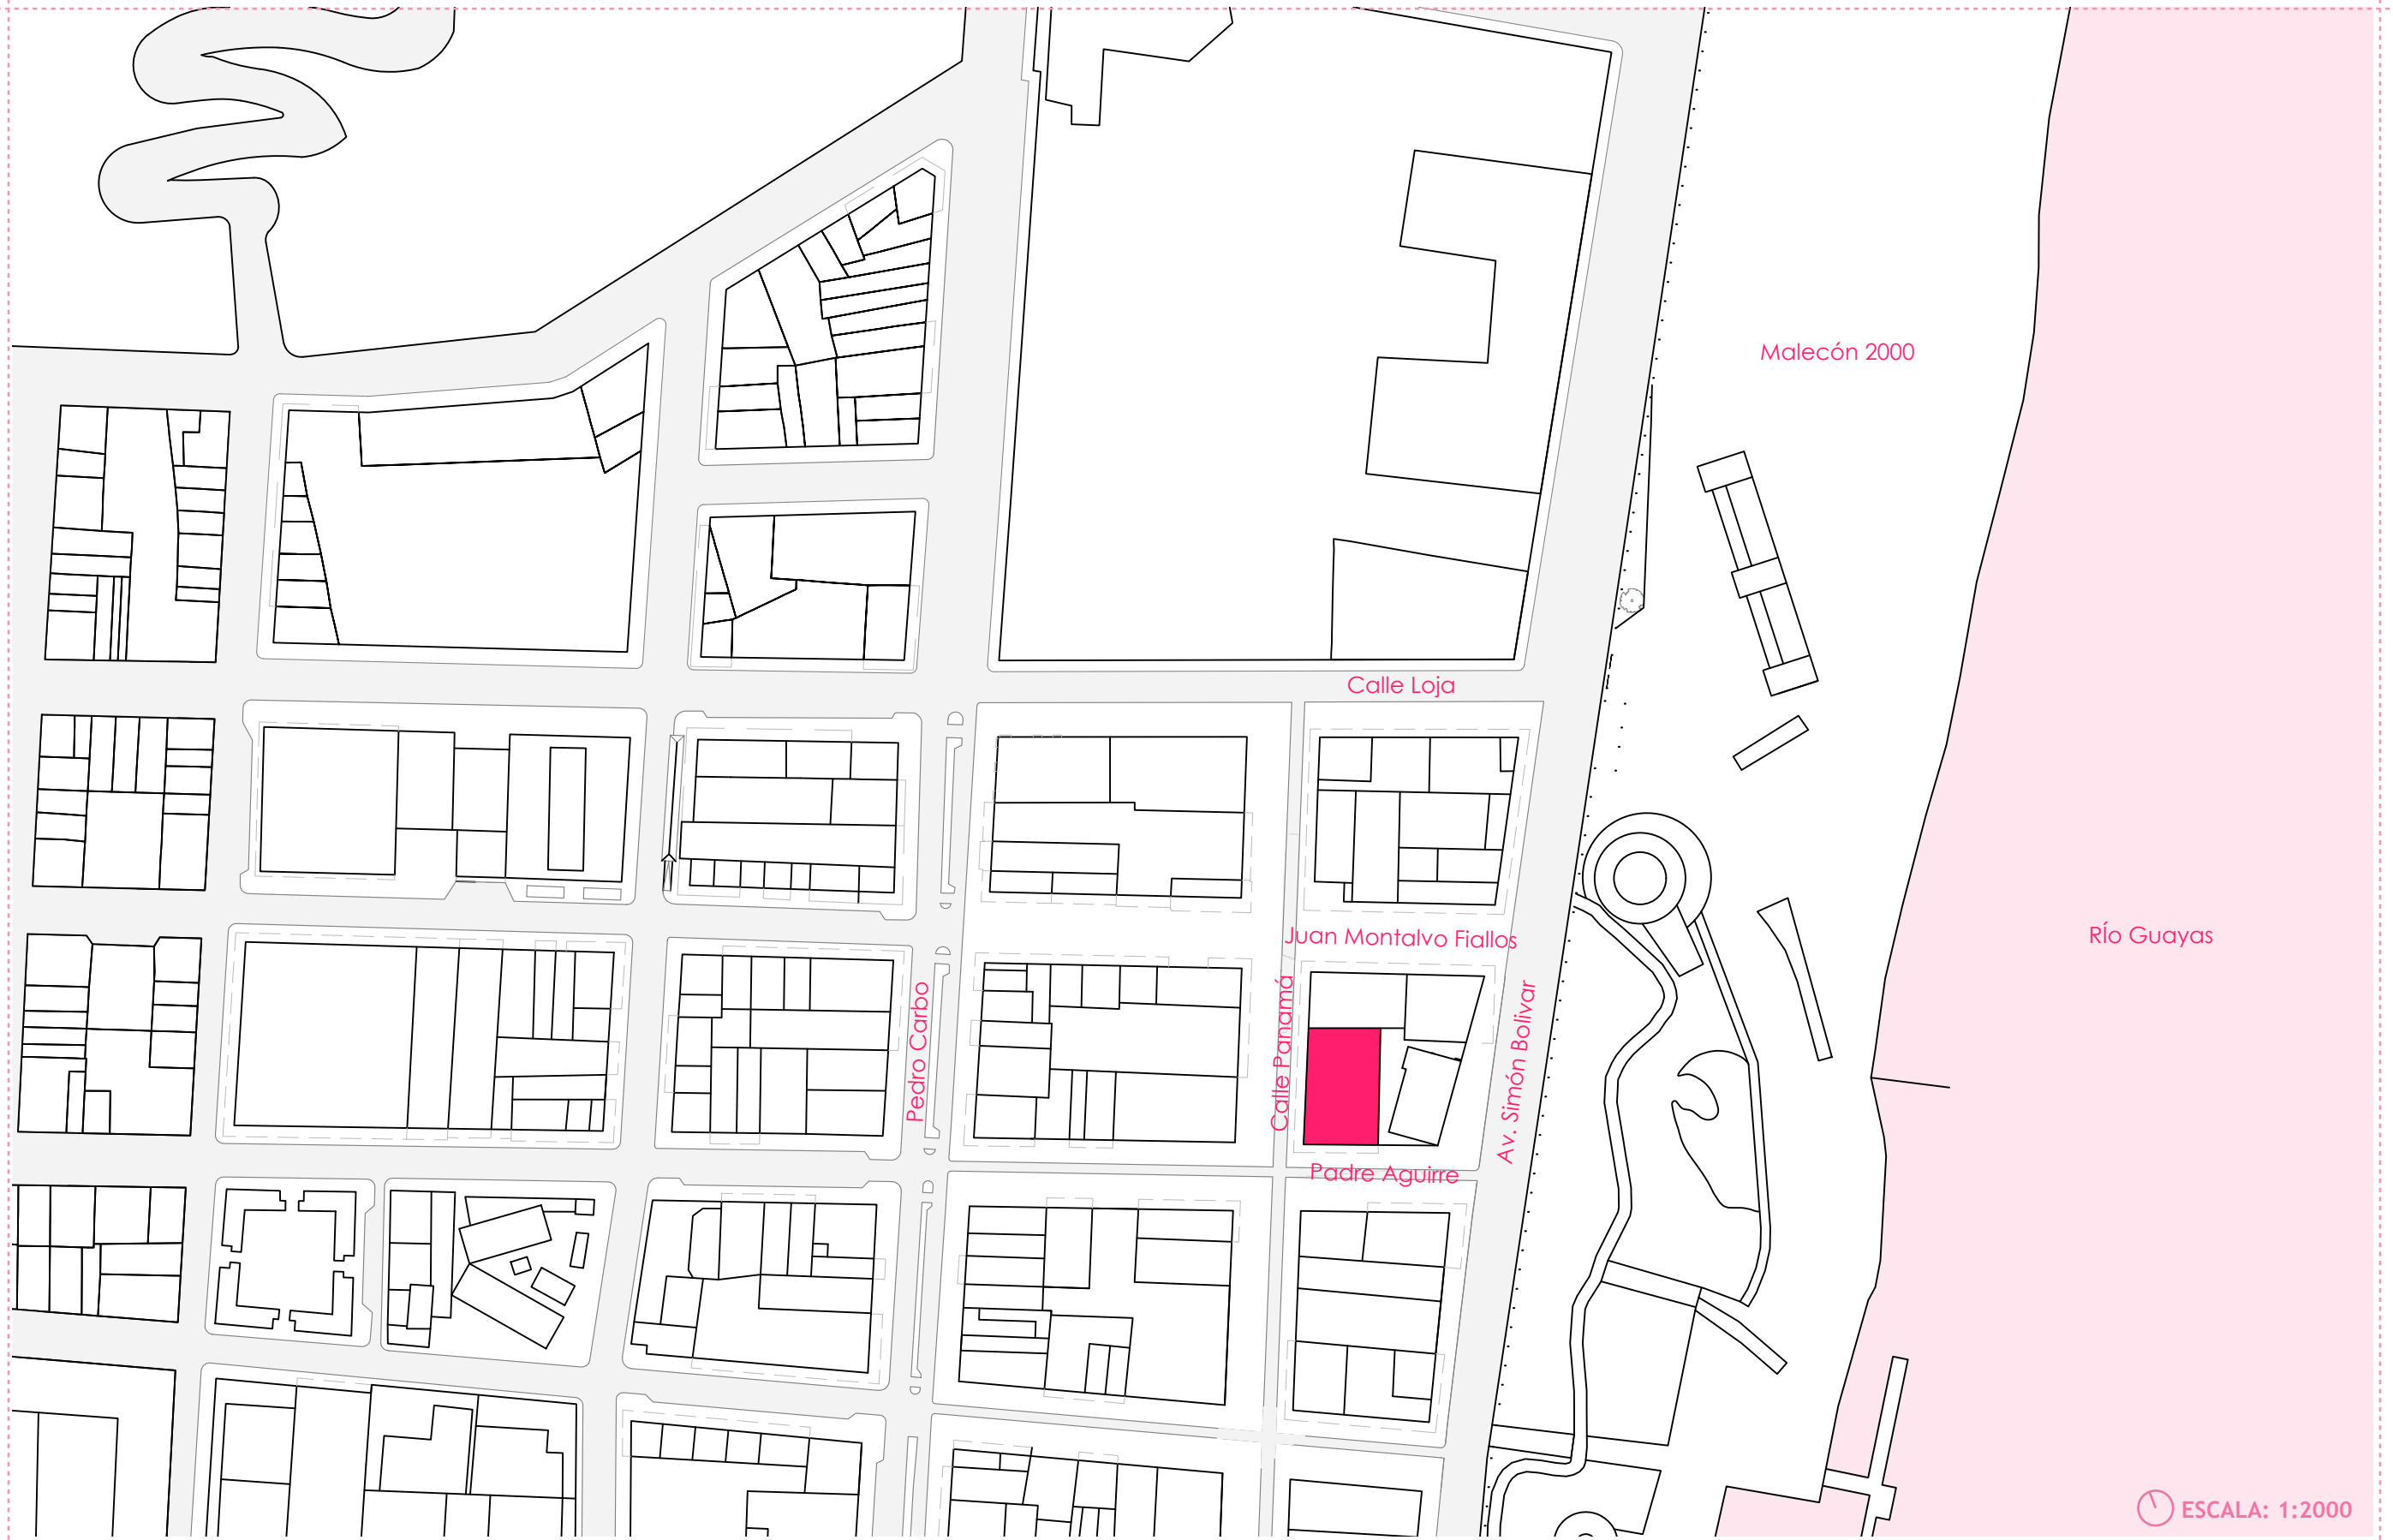 Malecón 2000
Calle Loja
Juan Montalvo Fiallos
RÍo Guayas
Pedro Carbo
Calle Panamá
Av. Simón Bolivar
Padre Aguirre
ESCALA: 1:2000